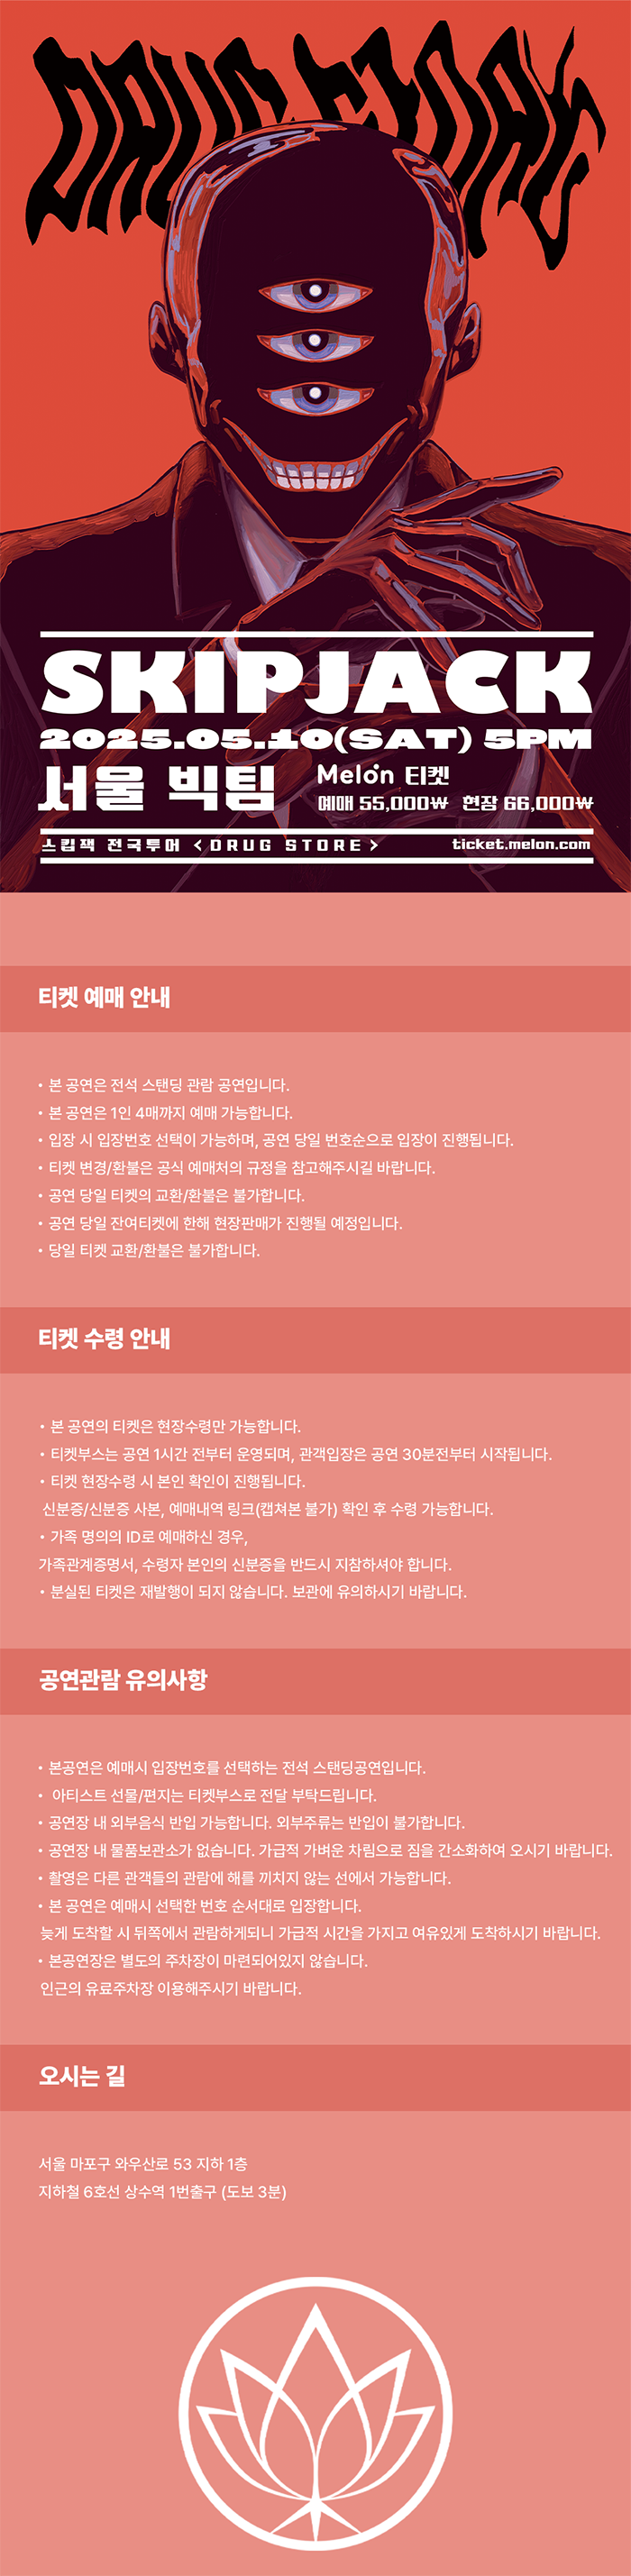 DRUG STORE
SKIPJACK
2025.05.10(SAT) 5PM
서울 빅팀
Melon 티켓
예매 55,000₩ 현장 66,000₩
스킵잭 전국투어 <DRUG STORE>
ticket.melon.com
티켓 예매 안내
• 본 공연은 전석 스탠딩 관람 공연입니다.
• 본 공연은 1인 4매까지 예매 가능합니다.
• 입장 시 입장번호 선택이 가능하며, 공연 당일 번호순으로 입장이 진행됩니다.
• 티켓 변경/환불은 공식 예매처의 규정을 참고해주시길 바랍니다.
• 공연 당일 티켓의 교환/환불은 불가합니다.
• 공연 당일 잔여티켓에 한해 현장판매가 진행될 예정입니다.
• 당일 티켓 교환/환불은 불가합니다.
티켓 수령 안내
• 본 공연의 티켓은 현장수령만 가능합니다.
• 티켓부스는 공연 1시간 전부터 운영되며, 관객입장은 공연 30분전부터 시작됩니다.
• 티켓 현장수령 시 본인 확인이 진행됩니다.
신분증/신분증 사본, 예매내역 링크(캡쳐본 불가) 확인 후 수령 가능합니다.
• 가족 명의의 ID로 예매하신 경우,
가족관계증명서, 수령자 본인의 신분증을 반드시 지참하셔야 합니다.
• 분실된 티켓은 재발행이 되지 않습니다. 보관에 유의하시기 바랍니다.
공연관람 유의사항
• 본공연은 예매시 입장번호를 선택하는 전석 스탠딩공연입니다.
• 아티스트 선물/편지는 티켓부스로 전달 부탁드립니다.
• 공연장 내 외부음식 반입 가능합니다. 외부주류는 반입이 불가합니다.
• 공연장 내 물품보관소가 없습니다. 가급적 가벼운 차림으로 짐을 간소화하여 오시기 바랍니다.
• 촬영은 다른 관객들의 관람에 해를 끼치지 않는 선에서 가능합니다.
• 본 공연은 예매시 선택한 번호 순서대로 입장합니다.
늦게 도착할 시 뒤쪽에서 관람하게되니 가급적 시간을 가지고 여유있게 도착하시기 바랍니다.
• 본공연장은 별도의 주차장이 마련되어있지 않습니다.
인근의 유료주차장 이용해주시기 바랍니다.
오시는 길
서울 마포구 와우산로 53 지하 1층
지하철 6호선 상수역 1번출구 (도보 3분)